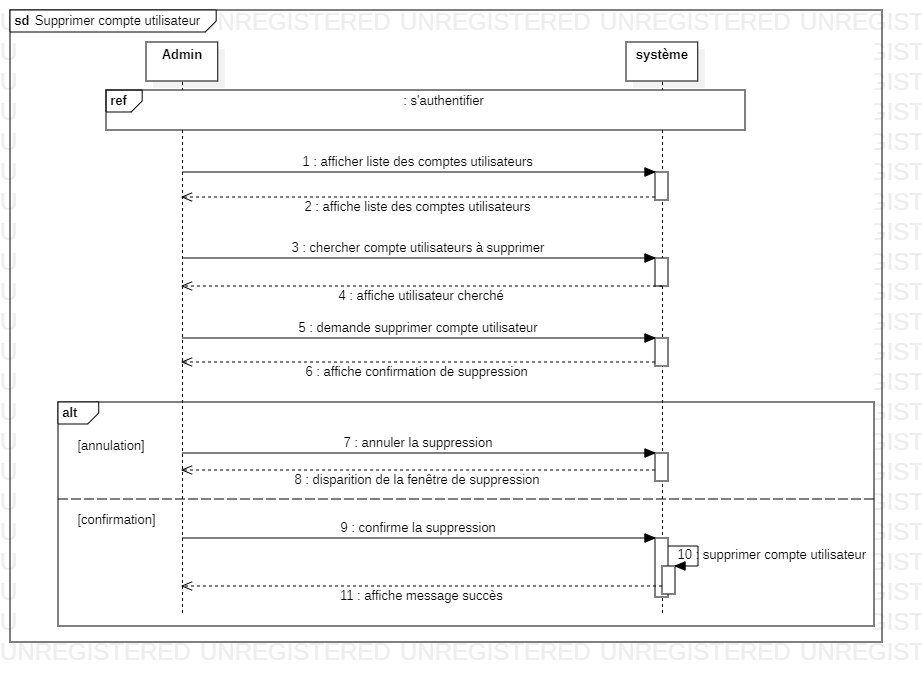 sd Supprimer compte utilisateur
UNREGISTERED UNREGISTERED UNREGISTERED UNREGISTERED
Admin
système
ref
: s'authentifier
1 : afficher liste des comptes utilisateurs
2 : affiche liste des comptes utilisateurs
3 : chercher compte utilisateurs à supprimer
4 : affiche utilisateur cherché
5 : demande supprimer compte utilisateur
6 : affiche confirmation de suppression
alt
[annulation]
7 : annuler la suppression
8 : disparition de la fenêtre de suppression
[confirmation]
9 : confirme la suppression
10 : supprimer compte utilisateur
11 : affiche message succès
UNREGISTERED UNREGISTERED UNREGISTERED UNREGISTERED UNREGISTERED